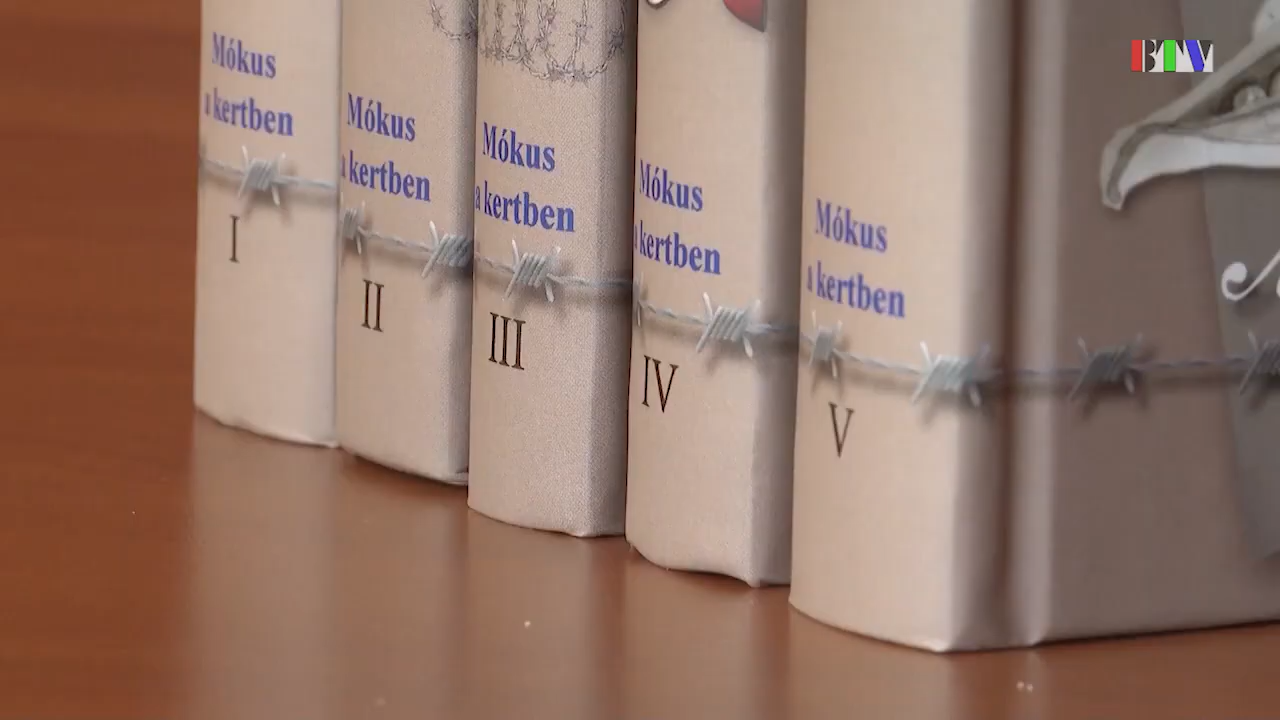 Mókus
a kertben
I
Mókus
a kertben
II
Mókus
a kertben
III
Mókus
a kertben
IV
Mókus
a kertben
V
BTV